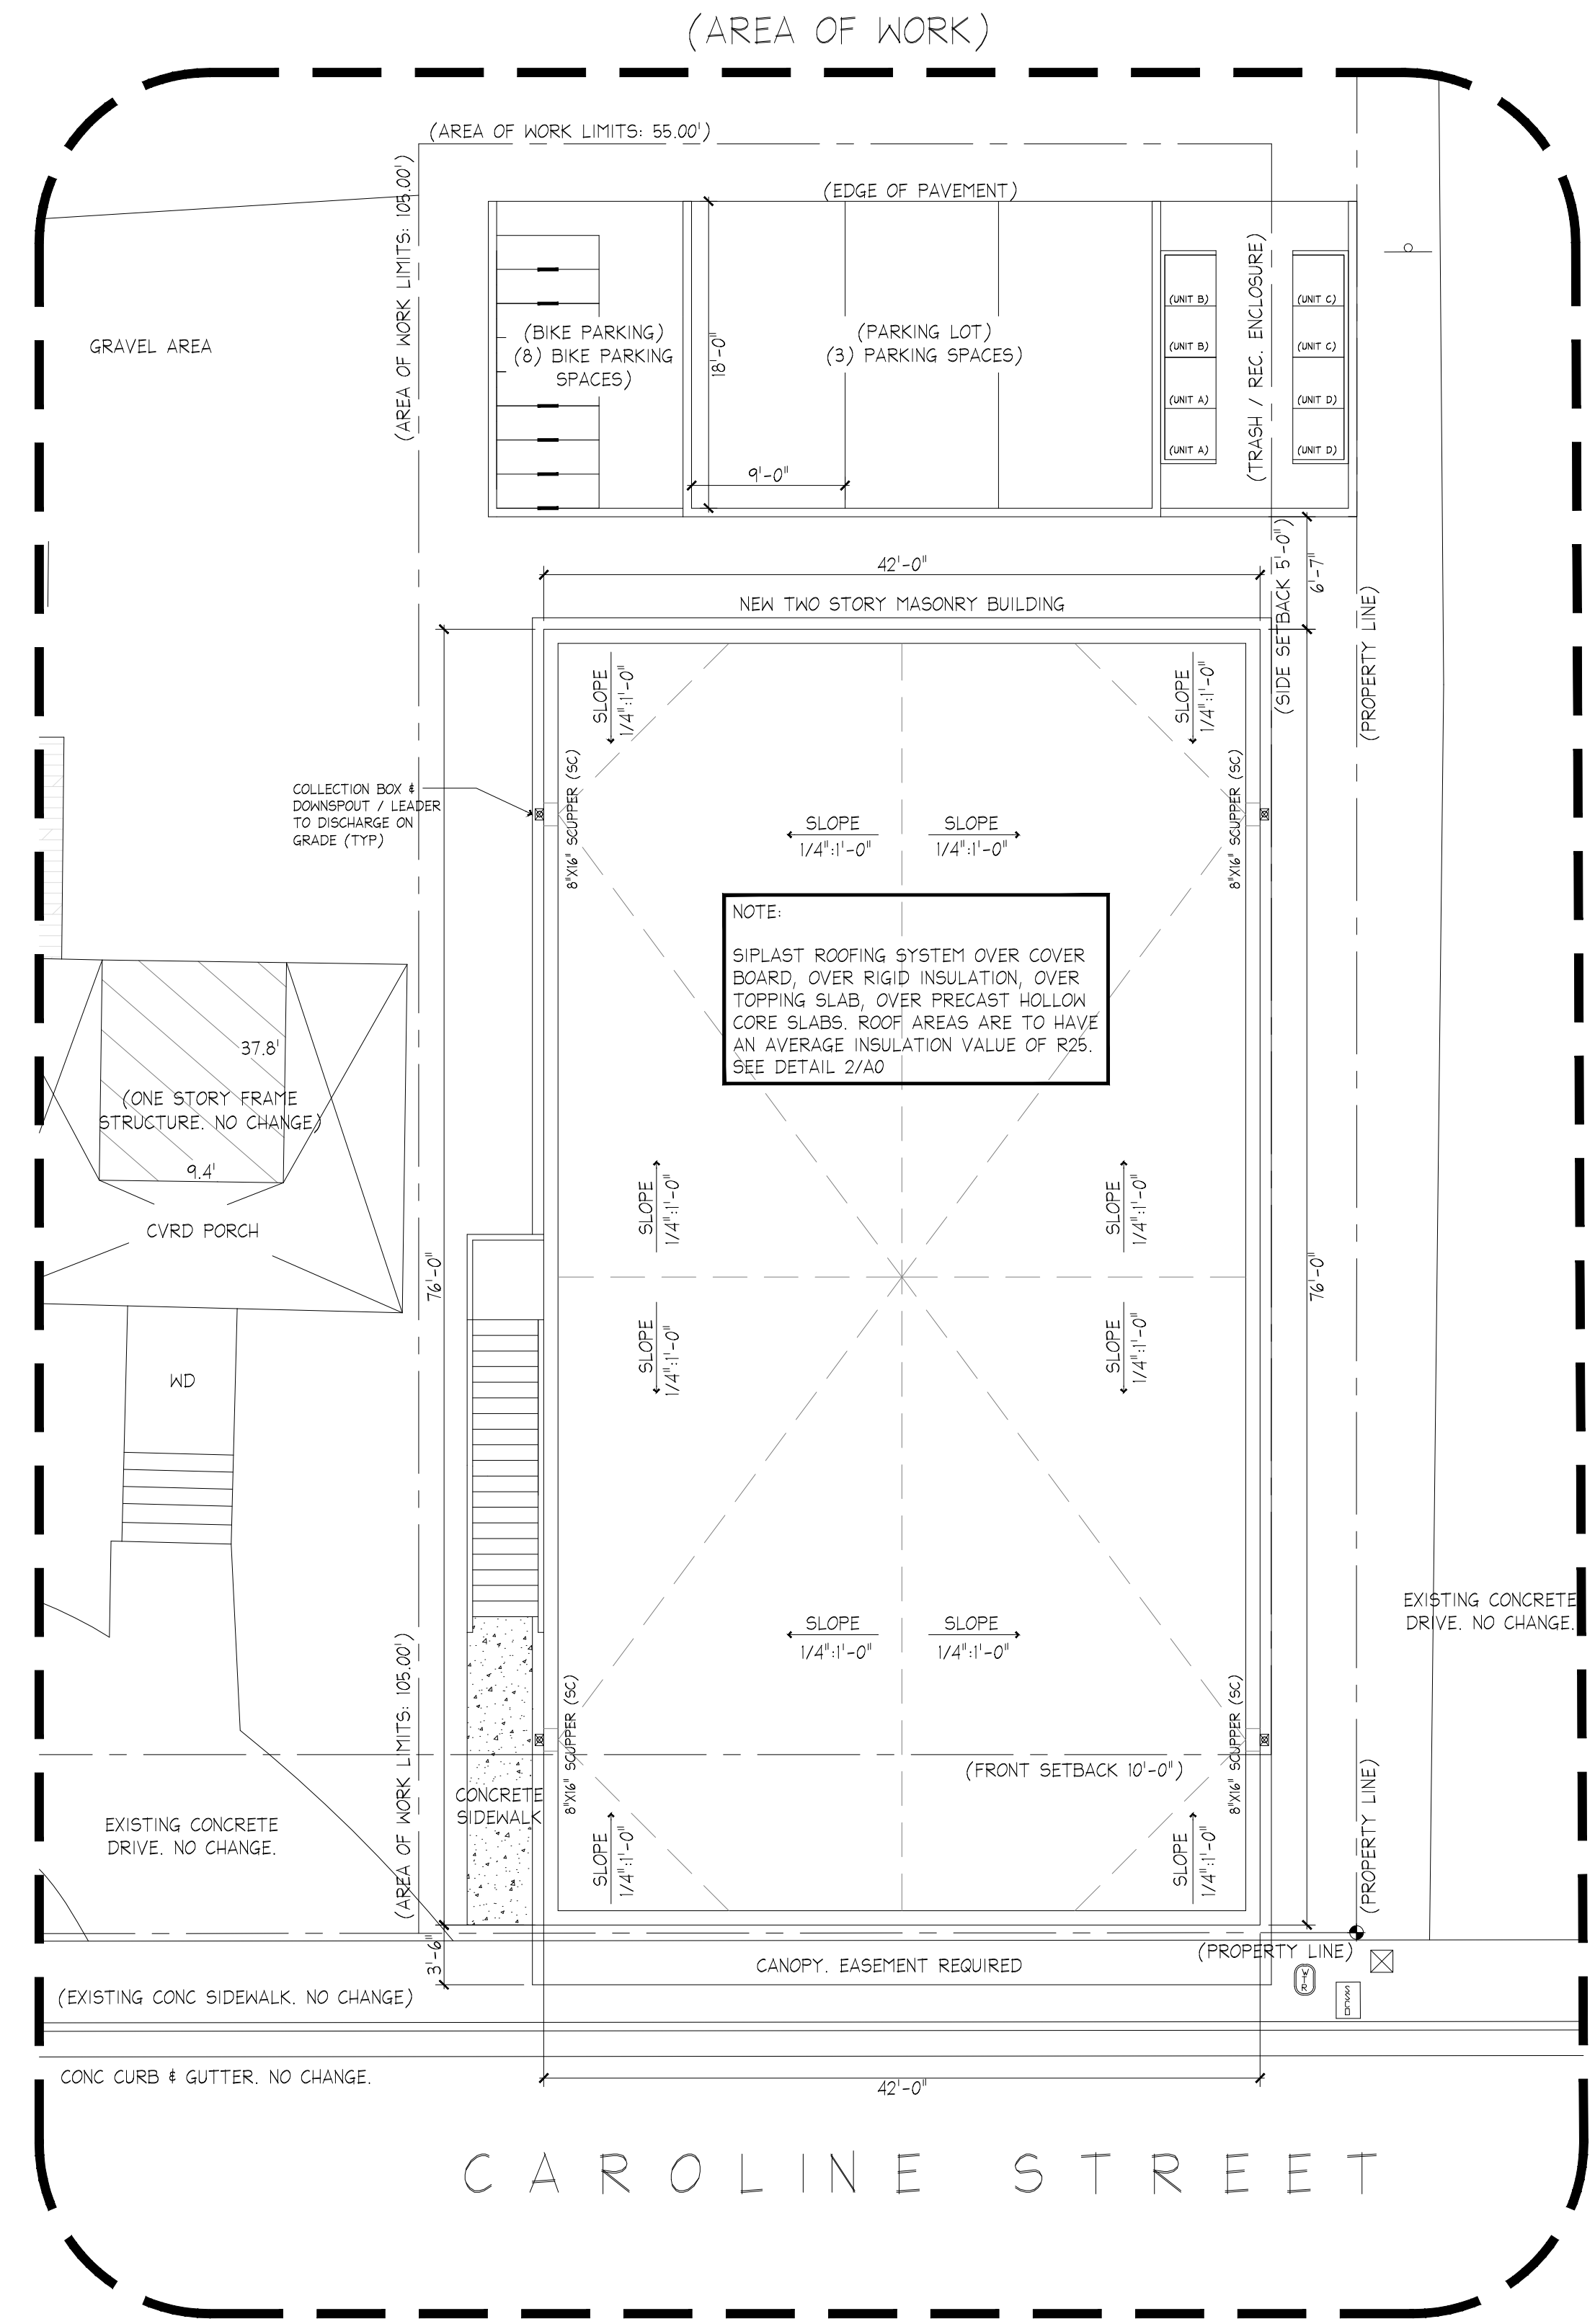 (AREA OF WORK)
(AREA OF WORK LIMITS: 55.00')
(AREA OF WORK LIMITS: 105.00')
(EDGE OF PAVEMENT)
GRAVEL AREA
(BIKE PARKING)
(8) BIKE PARKING
SPACES)
18'-0"
9'-0"
(PARKING LOT)
(3) PARKING SPACES)
(UNIT B)
(UNIT B)
(UNIT A)
(UNIT A)
(TRASH / REC. ENCLOSURE)
(UNIT C)
(UNIT C)
(UNIT D)
(UNIT D)
42'-0"
NEW TWO STORY MASONRY BUILDING
(SIDE SETBACK 5'-0")
6'-7"
(PROPERTY LINE)
SLOPE
1/4":1'-0"
SLOPE
1/4":1'-0"
8"X16" SCUPPER (SC)
8"X16" SCUPPER (SC)
COLLECTION BOX &
DOWNSPOUT / LEADER
TO DISCHARGE ON
GRADE (TYP)
SLOPE
1/4":1'-0"
SLOPE
1/4":1'-0"
NOTE:
SIPLAST ROOFING SYSTEM OVER COVER
BOARD, OVER RIGID INSULATION, OVER
TOPPING SLAB, OVER PRECAST HOLLOW
CORE SLABS. ROOF AREAS ARE TO HAVE
AN AVERAGE INSULATION VALUE OF R25.
SEE DETAIL 2/A0
37.8'
(ONE STORY FRAME
STRUCTURE. NO CHANGE)
9.4'
CVRD PORCH
WD
76'-0"
SLOPE
1/4":1'-0"
SLOPE
1/4":1'-0"
76'-0"
SLOPE
1/4":1'-0"
SLOPE
1/4":1'-0"
EXISTING CONCRETE
DRIVE. NO CHANGE.
SLOPE
1/4":1'-0"
SLOPE
1/4":1'-0"
(AREA OF WORK LIMITS: 105.00')
8"X16" SCUPPER (SC)
8"X16" SCUPPER (SC)
(FRONT SETBACK 10'-0")
CONCRETE
SIDEWALK
EXISTING CONCRETE
DRIVE. NO CHANGE.
SLOPE
1/4":1'-0"
SLOPE
1/4":1'-0"
(PROPERTY LINE)
(PROPERTY LINE)
3'-6"
CANOPY. EASEMENT REQUIRED
WTR
SSCO
(EXISTING CONC SIDEWALK. NO CHANGE)
CONC CURB & GUTTER. NO CHANGE.
42'-0"
CAROLINE STREET